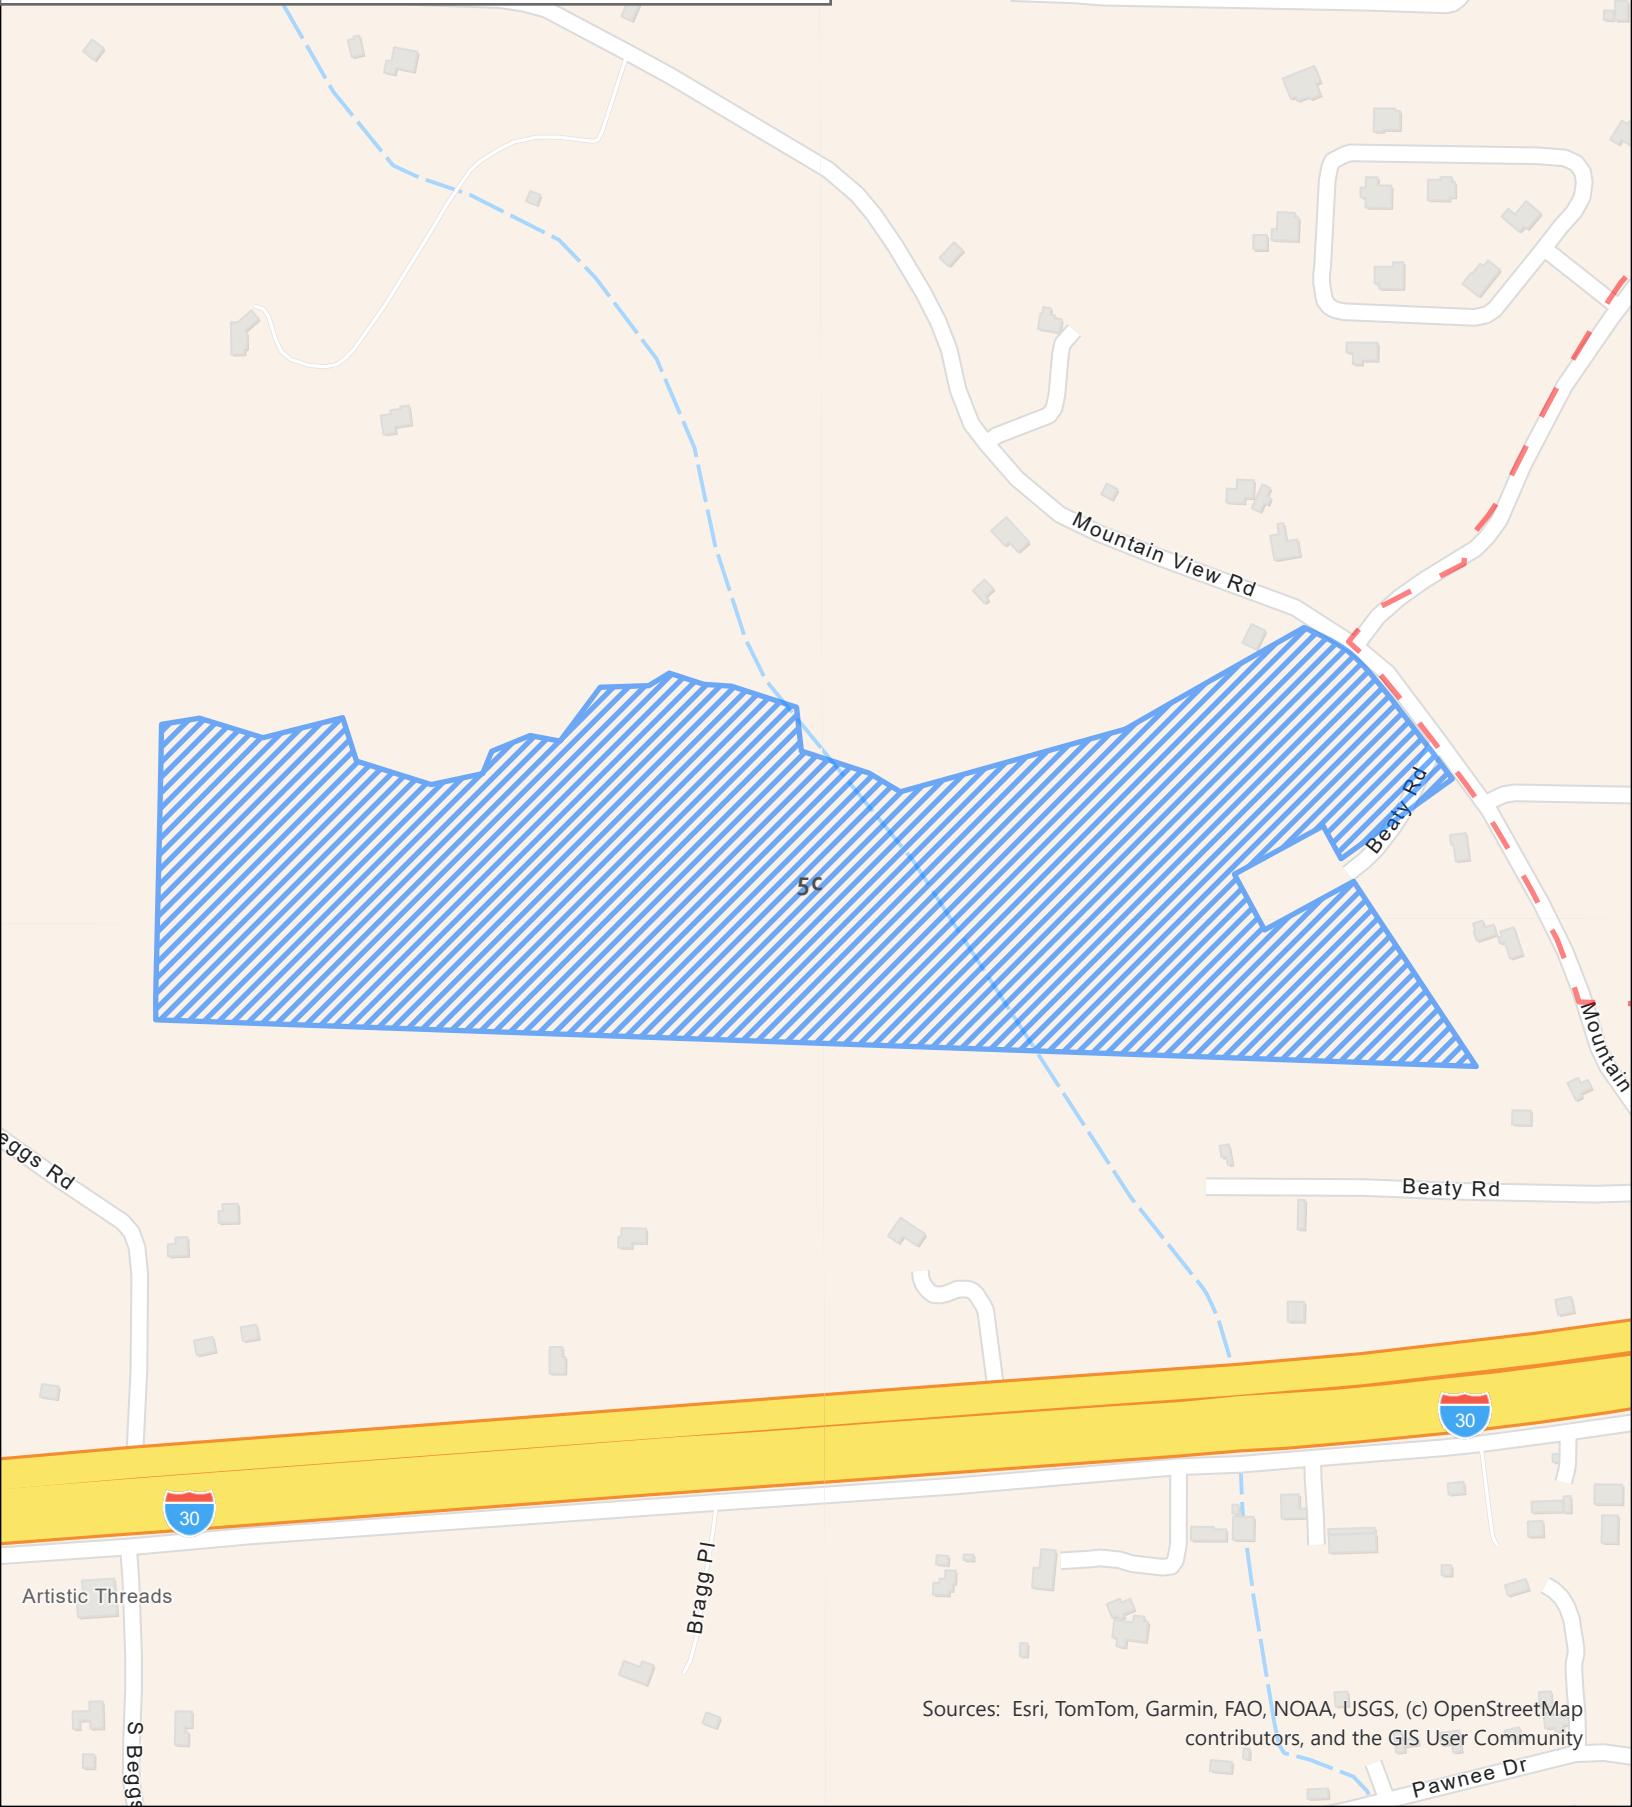 Mountain View Rd
Beaty Rd
5c
Mountain
eggs Rd
Beaty Rd
30
30
Artistic Threads
Bragg Pl
S Beggs
Sources: Esri, TomTom, Garmin, FAO, NOAA, USGS, (c) OpenStreetMap
contributors, and the GIS User Community
Pawnee Dr